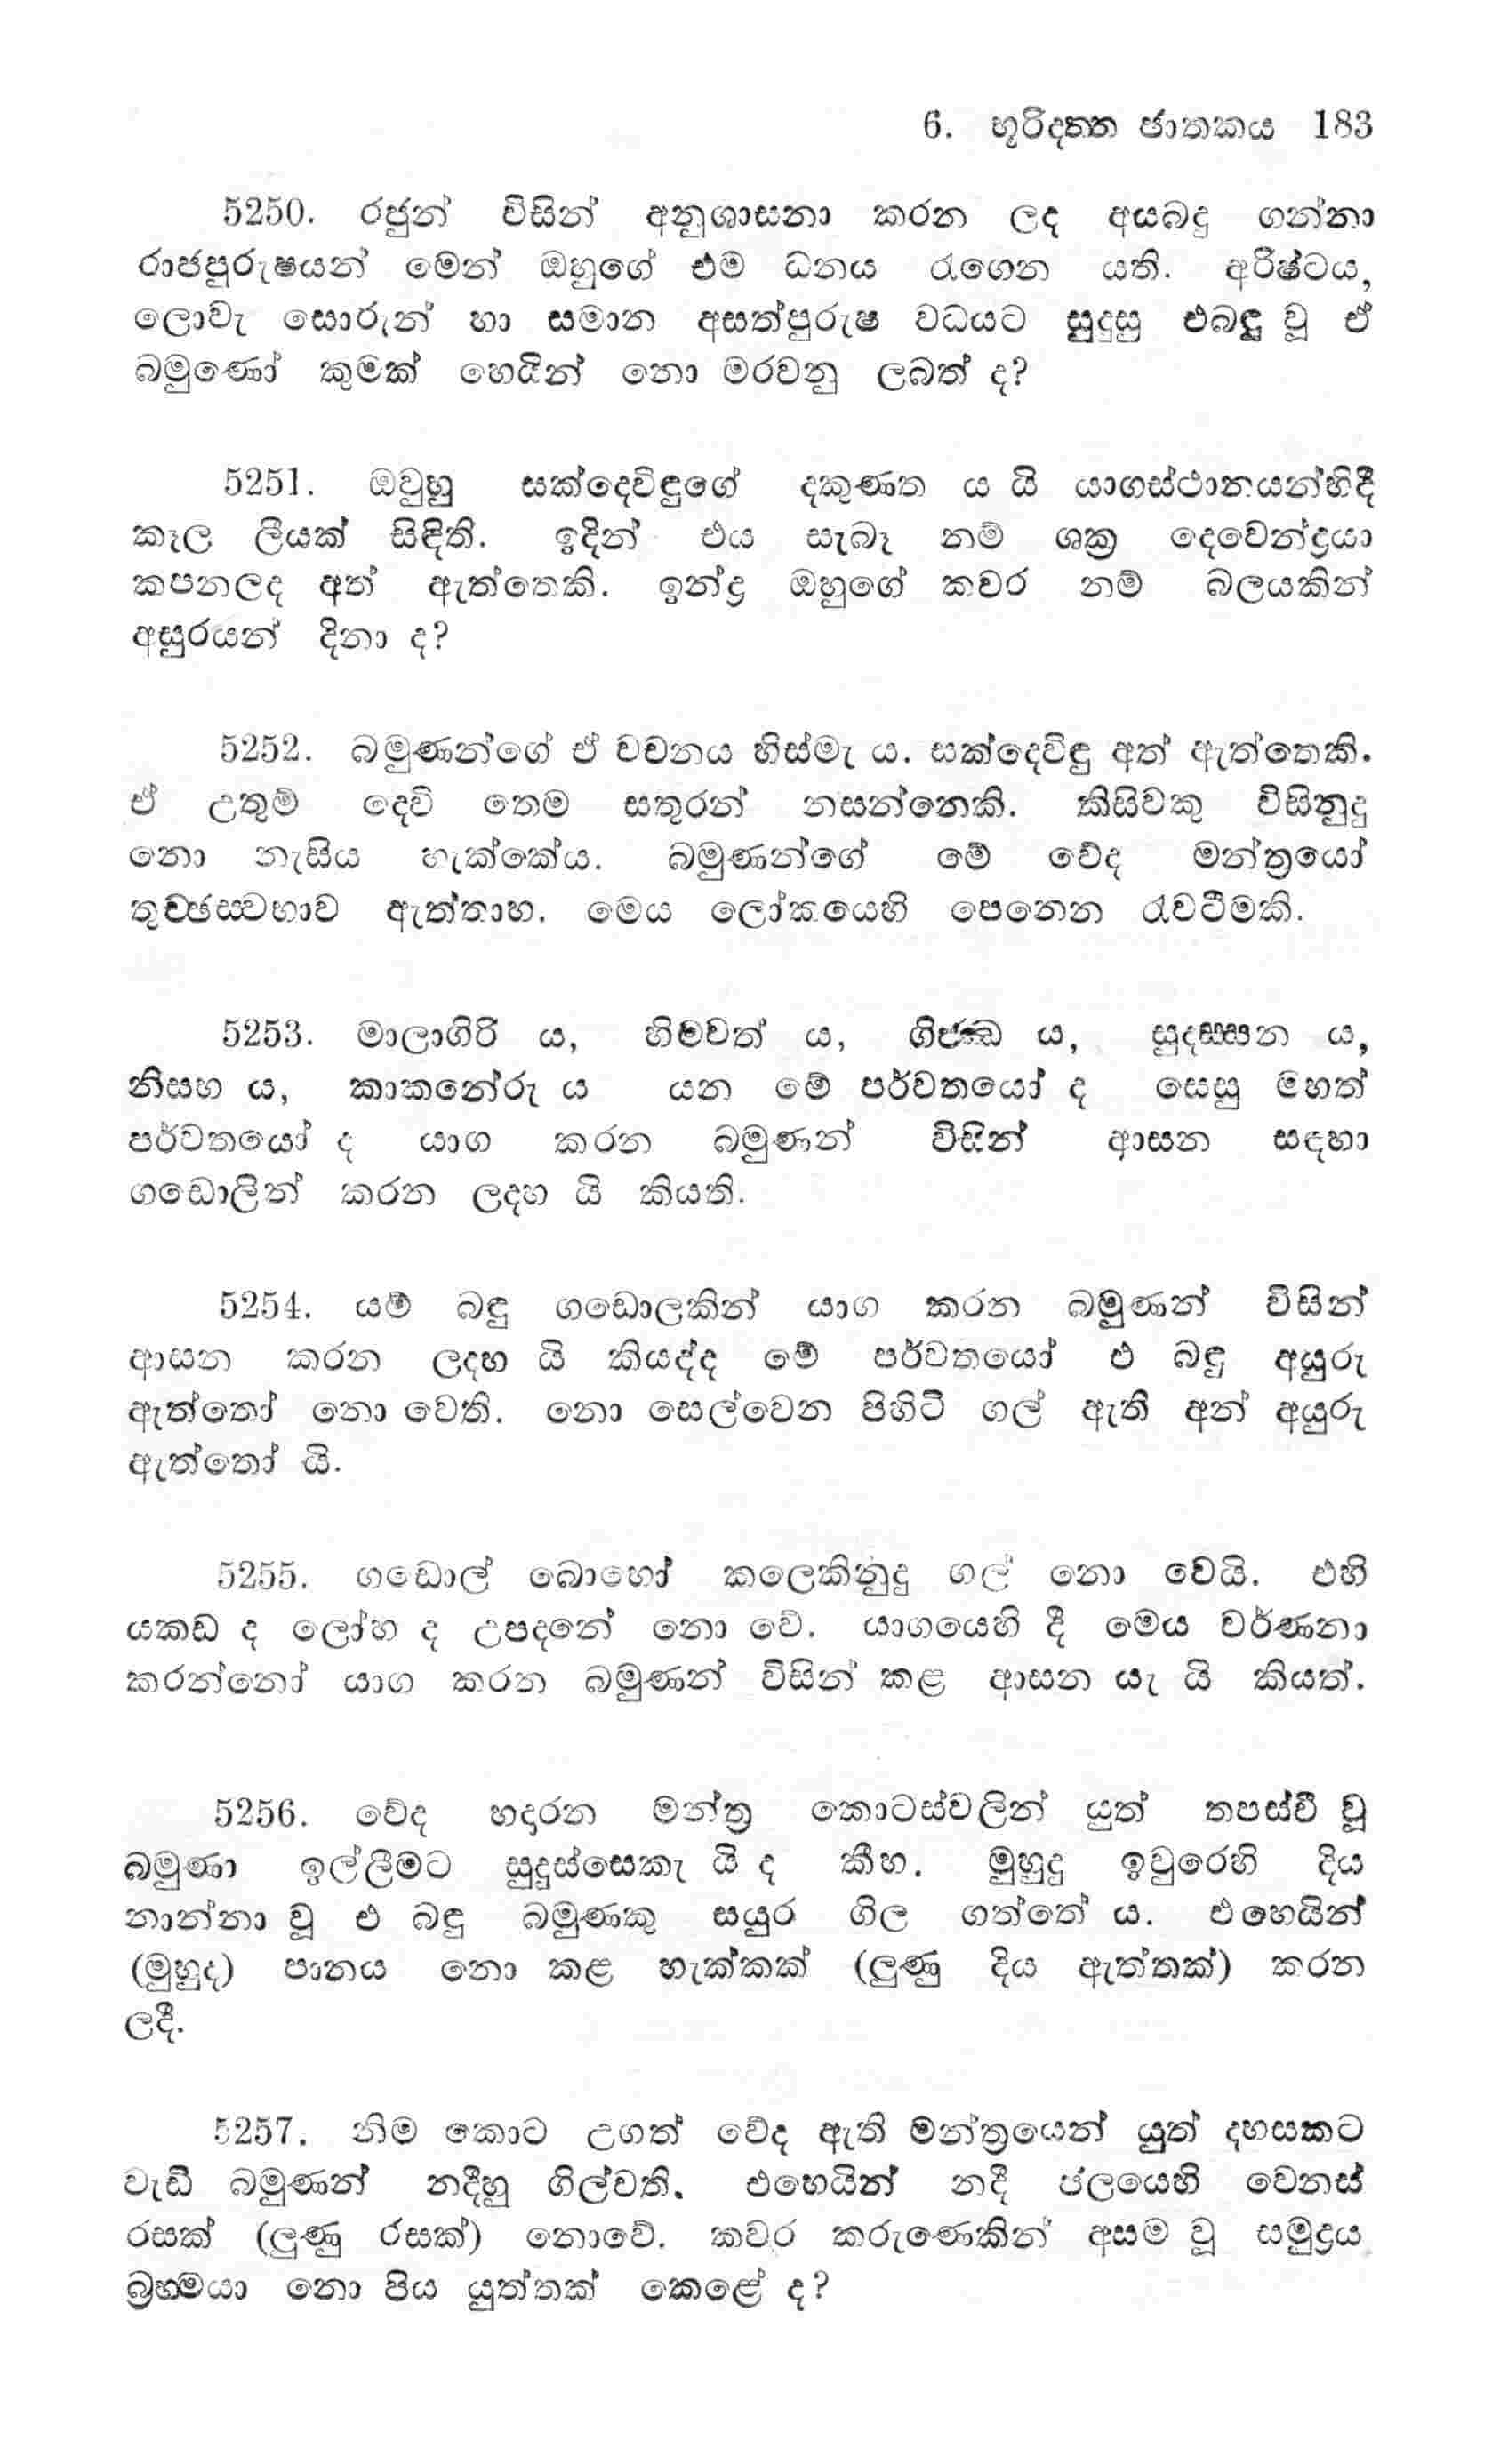 6. භූරිදත්ත ජාතකය 183
5250. රජුන් විසින් අනුශාසනා කරන ලද අයබදු ගන්නා
රාජපුරුෂයන් මෙන් ඔහුගේ එම ධනය රැගෙන යති. අරිෂ්ටය,
ලොවැ සොරුන් හා සමාන අසත්පුරුෂ වධයට සුදුසු එබඳු වූ ඒ
බමුණෝ කුමක් හෙයින් නො මරවනු ලබත් ද?
5251. ඔවුහු සක්දෙවිඳුගේ දකුණත ය යි යාගස්ථානයන්හිදී
කෑල ලීයක් සිඳිති. ඉදින් එය සැබෑ නම් ශක්‍ර දෙවෙන්ද්‍රයා
කපනලද අත් ඇත්තෙකි. ඉන්ද්‍ර ඔහුගේ කවර නම් බලයකින්
අසුරයන් දිනා ද?
5252. බමුණන්ගේ ඒ වචනය හිස්මැ ය. සක්දෙවිඳු අත් ඇත්තෙකි.
ඒ උතුම් දෙවි තෙම සතුරන් නසන්නෙකි. කිසිවකු විසිනුදු
නො නැසිය හැක්කේය. බමුණන්ගේ මේ වේද මන්ත්‍රයෝ
තුච්ඡස්වභාව ඇත්තාහ. මෙය ලෝකයෙහි පෙනෙන රැවටීමකි.
5253. මාලාගිරි ය, හිමවත් ය, ගිජ්ඣ ය, සුදස්සන ය,
නිසභ ය, කාකනේරු ය යන මේ පර්වතයෝ ද සෙසු මහත්
පර්වතයෝ ද යාග කරන බමුණන් විසින් ආසන සඳහා
ගඩොලින් කරන ලදහ යි කියති.
5254. යම් බඳු ගඩොලකින් යාග කරන බමුණන් විසින්
ආසන කරන ලදහ යි කියද්ද මේ පර්වතයෝ එ බඳු අයුරු
ඇත්තෝ නො වෙති. නො සෙල්වෙන පිහිටි ගල් ඇති අන් අයුරු
ඇත්තෝ යි.
5255. ගඩොල් බොහෝ කලෙකිනුදු ගල් නො වෙයි. එහි
යකඩ ද ලෝහ ද උපදනේ නො වේ. යාගයෙහි දී මෙය වර්ණනා
කරන්නෝ යාග කරන බමුණන් විසින් කළ ආසන යැ යි කියත්.
5256. වේද හදාරන මන්ත්‍ර කොටස්වලින් යුත් තපස්වී වූ
බමුණා ඉල්ලීමට සුදුස්සෙකැ යි ද කීහ. මුහුදු ඉවුරෙහි දිය
නාන්නා වූ එ බඳු බමුණකු සයුර ගිල ගත්තේ ය. එහෙයින්
(මුහුද) පානය නො කළ හැක්කක් (ලුණු දිය ඇත්තක්) කරන
ලදී.
5257. නිම කොට උගත් වේද ඇති මන්ත්‍රයෙන් යුත් දහසකට
වැඩි බමුණන් නදීහු ගිල්වති. එහෙයින් නදී ජලයෙහි වෙනස්
රසක් (ලුණු රසක්) නොවේ. කවර කරුණෙකින් අසම වූ සමුද්‍රය
බ්‍රහ්මයා නො පිය යුත්තක් කෙළේ ද?